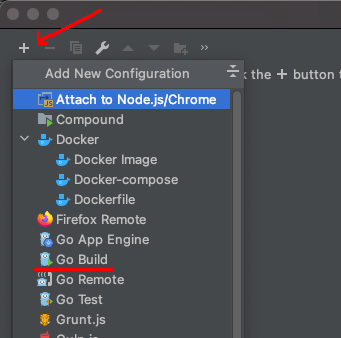 Add New Configuration
ck the + button t
Attach to Node.js/Chrome
Compound
Docker
Docker Image
Docker-compose
Dockerfile
Firefox Remote
Go App Engine
Go Build
Go Remote
Go Test
Grunt.js